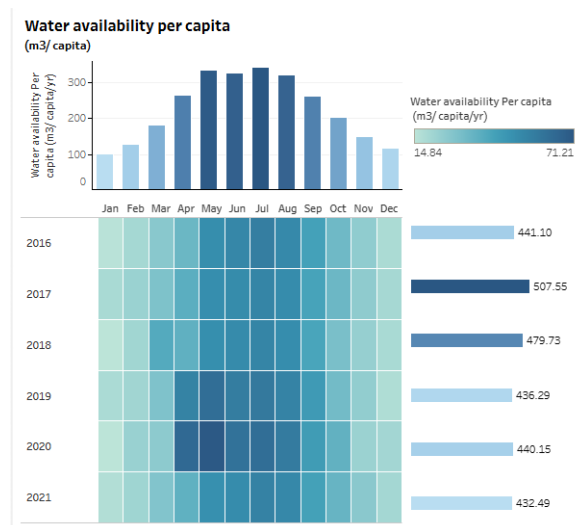 Water availability per capita
(m3/ capita)
Water availability Per
capita (m3/ capita/yr)
300
200
100
0
Water availability Per capita
(m3/ capita/yr)
14.84 71.21
Jan Feb Mar Apr May Jun Jul Aug Sep Oct Nov Dec
2016 441.10
2017 507.55
2018 479.73
2019 436.29
2020 440.15
2021 432.49